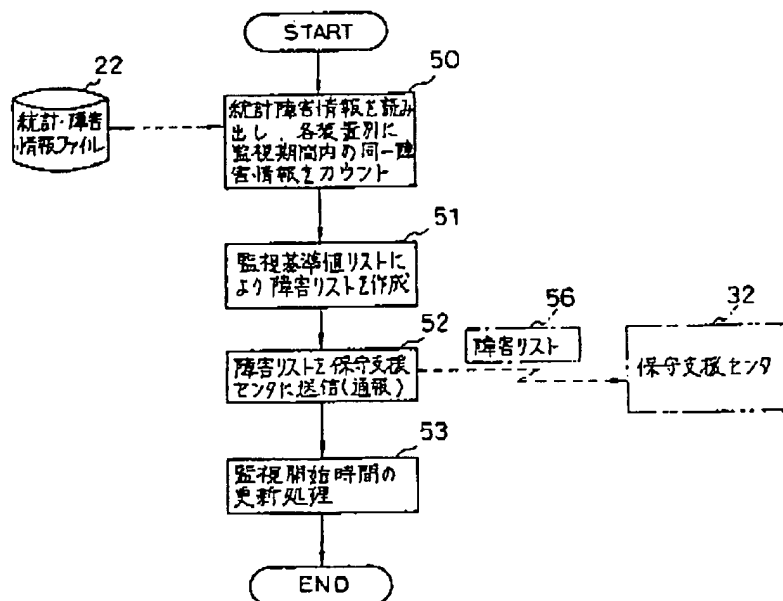 START
22
統計・障害
情報ファイル
50
統計障害情報を読み
出し、各装置別に
監視期間内の同一障
害情報をカウント
51
監視基準値リストに
より障害リストを作成
52
障害リストを保守支援
センタに送信(通報)
56
障害リスト
32
保守支援センタ
53
監視開始時間の
更新処理
END